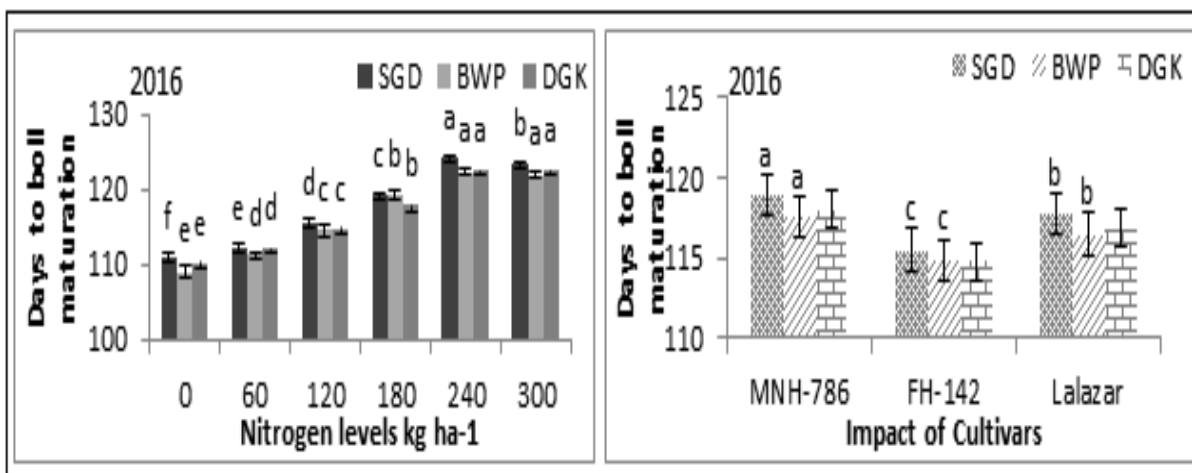 2016
SGD BWP DGK
Days to boll
maturation
130
120
110
100
f e e
e d d
d c c
c b b
a a a
b a a
0 60 120 180 240 300
Nitrogen levels kg ha-1
2016
SGD BWP DGK
Days to boll
maturation
125
120
115
110
a a
c c
b b
MNH-786 FH-142 Lalazar
Impact of Cultivars